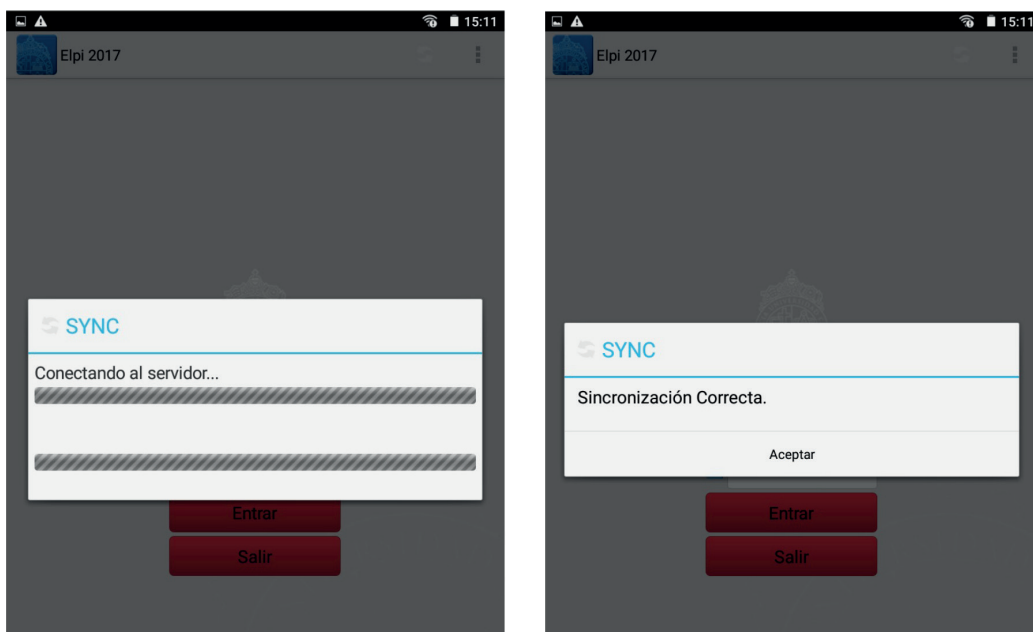 15:11
Elpi 2017
SYNC
Conectando al servidor...
Entrar
Salir
15:11
Elpi 2017
SYNC
Sincronización Correcta.
Aceptar
Entrar
Salir